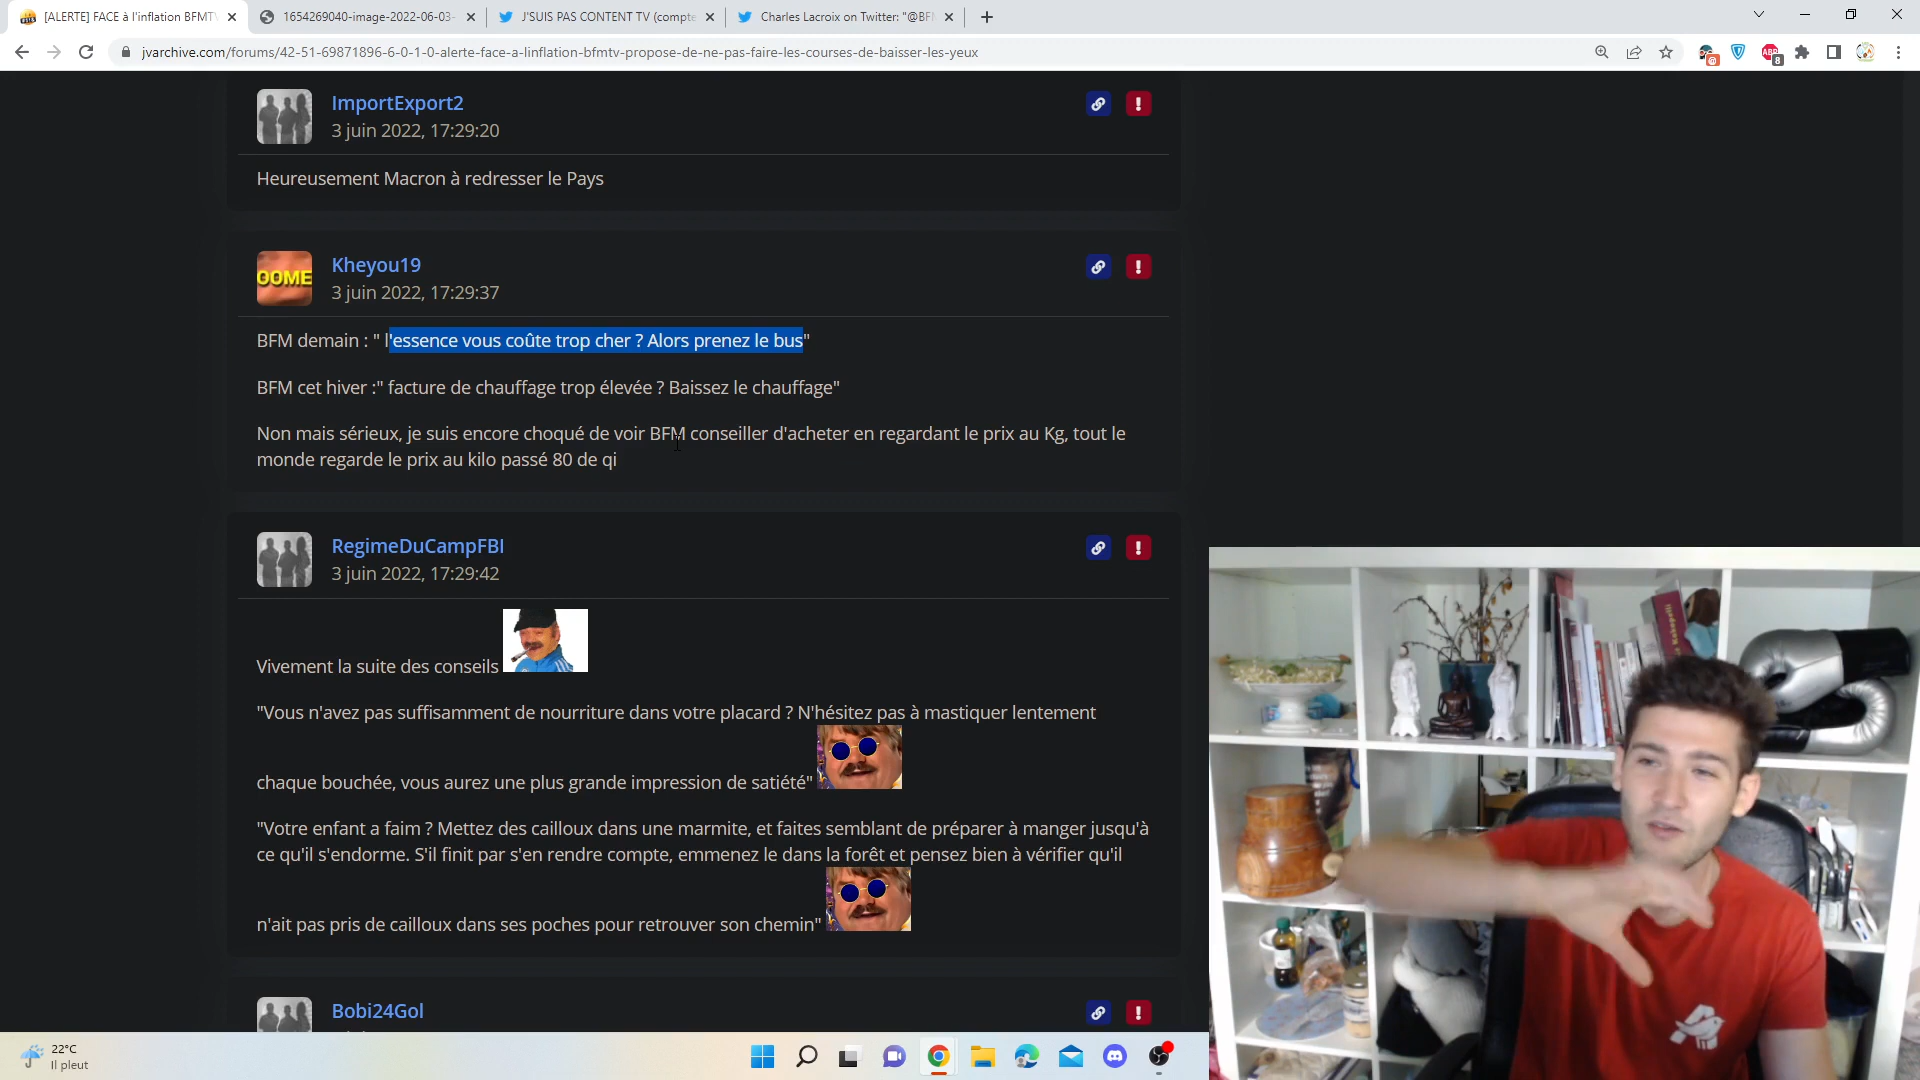 [ALERTE] FACE à l'inflation BFMTV
1654269040-image-2022-06-03-
J'SUIS PAS CONTENT TV (compte
Charles Lacroix on Twitter: "@BFM
jvarchive.com/forums/42-51-69871896-6-0-1-0-alerte-face-a-linflation-bfmtv-propose-de-ne-pas-faire-les-courses-de-baisser-les-yeux
ImportExport2
3 juin 2022, 17:29:20
Heureusement Macron à redresser le Pays
OOME
Kheyou19
3 juin 2022, 17:29:37
BFM demain : " l'essence vous coûte trop cher ? Alors prenez le bus"
BFM cet hiver :" facture de chauffage trop élevée ? Baissez le chauffage"
Non mais sérieux, je suis encore choqué de voir BFM conseiller d'acheter en regardant le prix au Kg, tout le
monde regarde le prix au kilo passé 80 de qi
RegimeDuCampFBI
3 juin 2022, 17:29:42
Vivement la suite des conseils
"Vous n'avez pas suffisamment de nourriture dans votre placard ? N'hésitez pas à mastiquer lentement
chaque bouchée, vous aurez une plus grande impression de satiété"
"Votre enfant a faim ? Mettez des cailloux dans une marmite, et faites semblant de préparer à manger jusqu'à
ce qu'il s'endorme. S'il finit par s'en rendre compte, emmenez le dans la forêt et pensez bien à vérifier qu'il
n'ait pas pris de cailloux dans ses poches pour retrouver son chemin"
Bobi24Gol
22°C
Il pleut